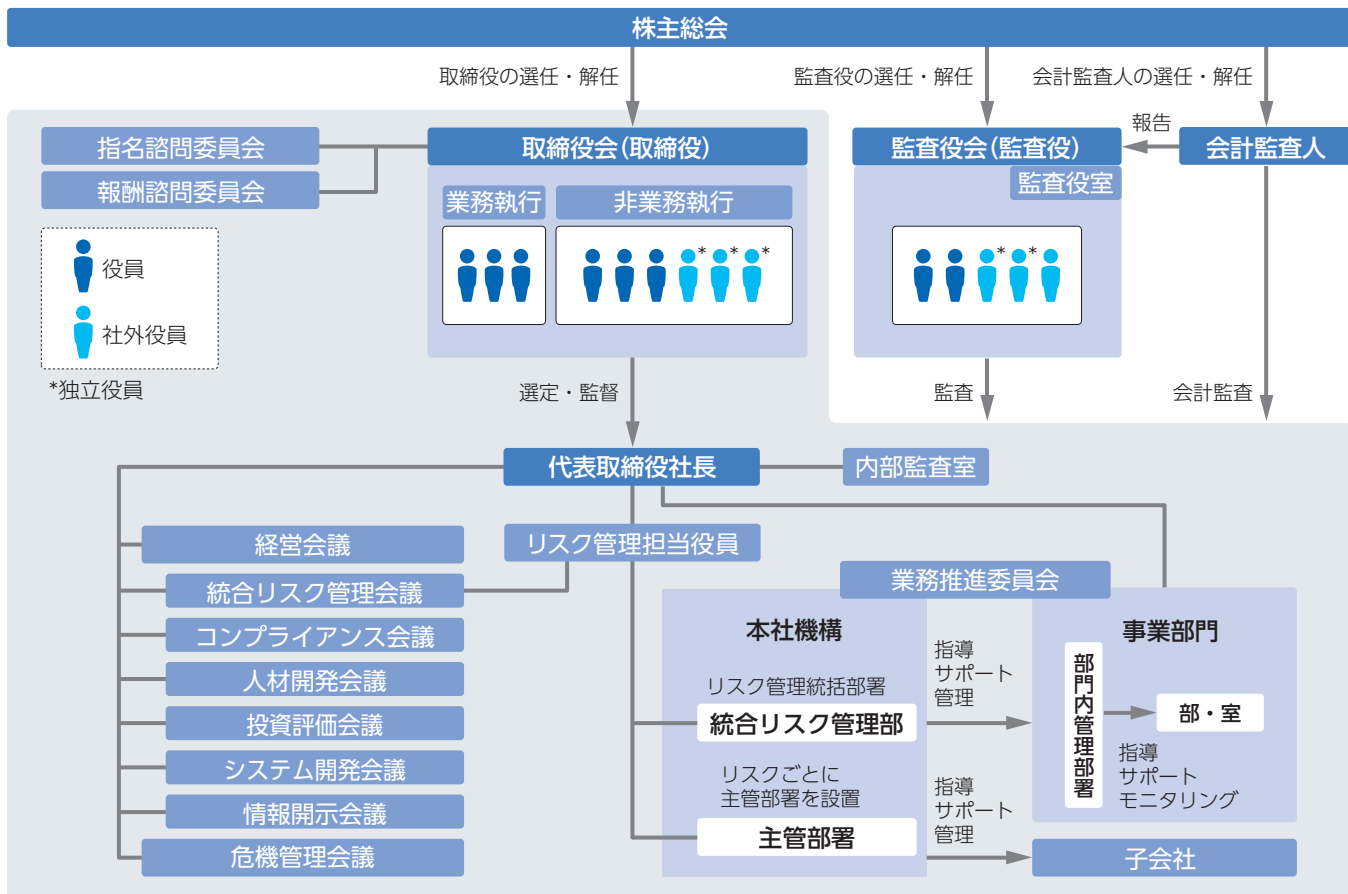 株主総会
取締役の選任・解任
監査役の選任・解任
会計監査人の選任・解任
指名諮問委員会
報酬諮問委員会
取締役会(取締役)
監査役会(監査役)
報告
会計監査人
監査役室
業務執行
非業務執行
* * *
* *
役員
社外役員
*独立役員
選定・監督
監査
会計監査
代表取締役社長
内部監査室
経営会議
統合リスク管理会議
コンプライアンス会議
人材開発会議
投資評価会議
システム開発会議
情報開示会議
危機管理会議
リスク管理担当役員
業務推進委員会
本社機構
リスク管理統括部署
統合リスク管理部
リスクごとに
主管部署を設置
主管部署
指導
サポート
管理
指導
サポート
管理
事業部門
部門内管理部署
部・室
指導
サポート
モニタリング
子会社